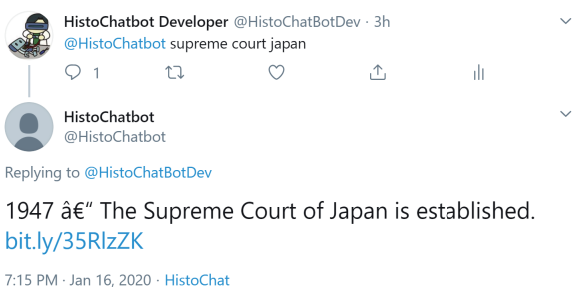 HistoChatbot Developer @HistoChatBotDev · 3h
@HistoChatbot supreme court japan
1
HistoChatbot
@HistoChatbot
Replying to @HistoChatBotDev
1947 â€“ The Supreme Court of Japan is established.
bit.ly/35RlzZK
7:15 PM · Jan 16, 2020 · HistoChat